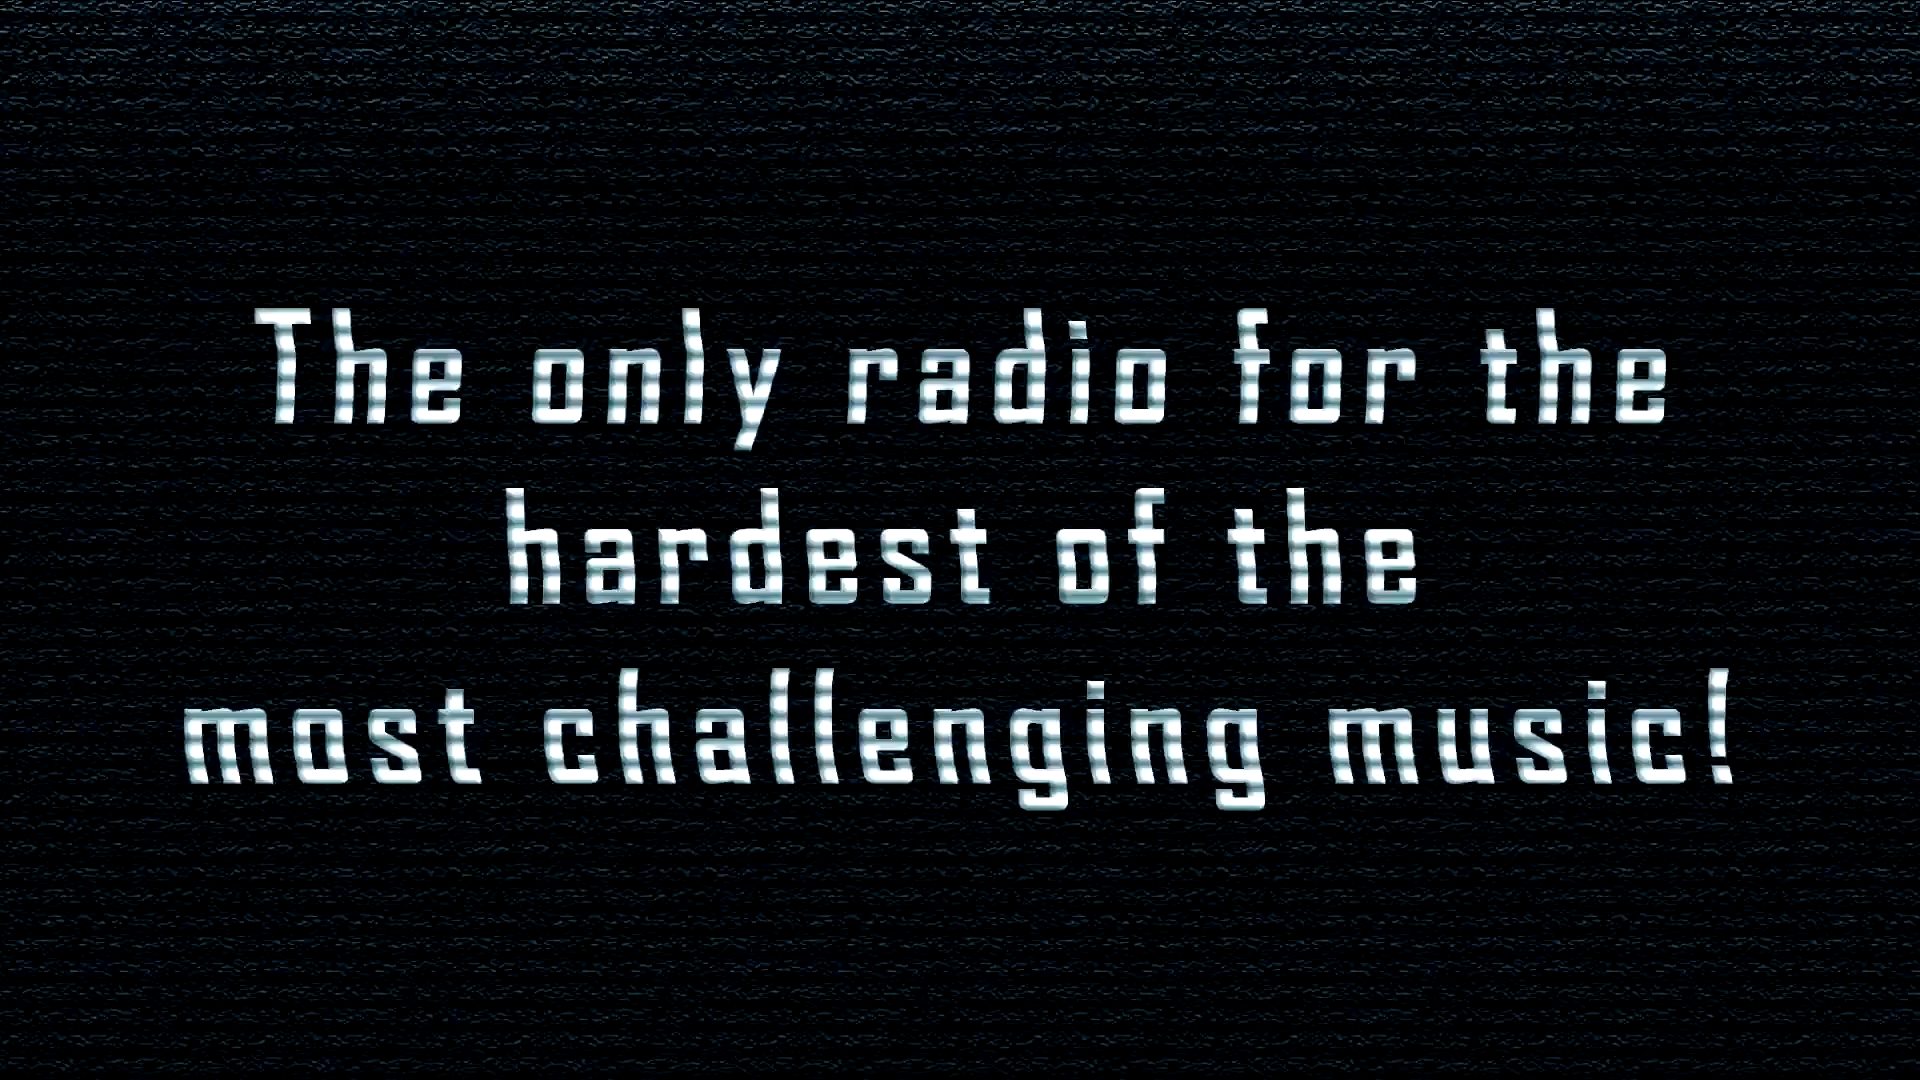 The only radio for the
hardest of the
most challenging music!